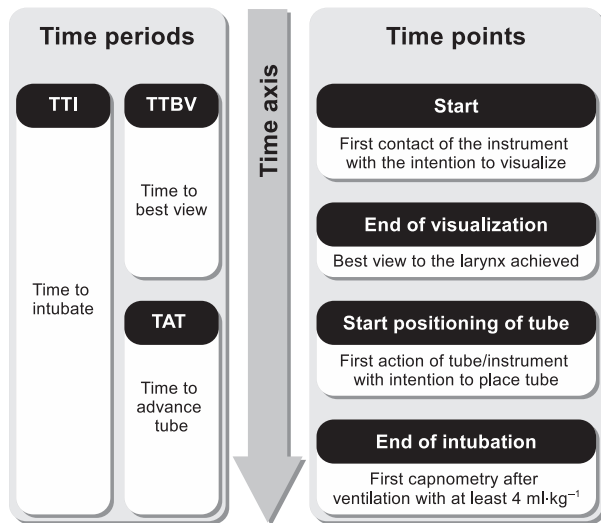 Time periods
TTI
Time to
intubate
TTBV
Time to
best view
TAT
Time to
advance
tube
Time axis
Time points
Start
First contact of the instrument
with the intention to visualize
End of visualization
Best view to the larynx achieved
Start positioning of tube
First action of tube/instrument
with intention to place tube
End of intubation
First capnometry after
ventilation with at least 4 ml·kg⁻¹